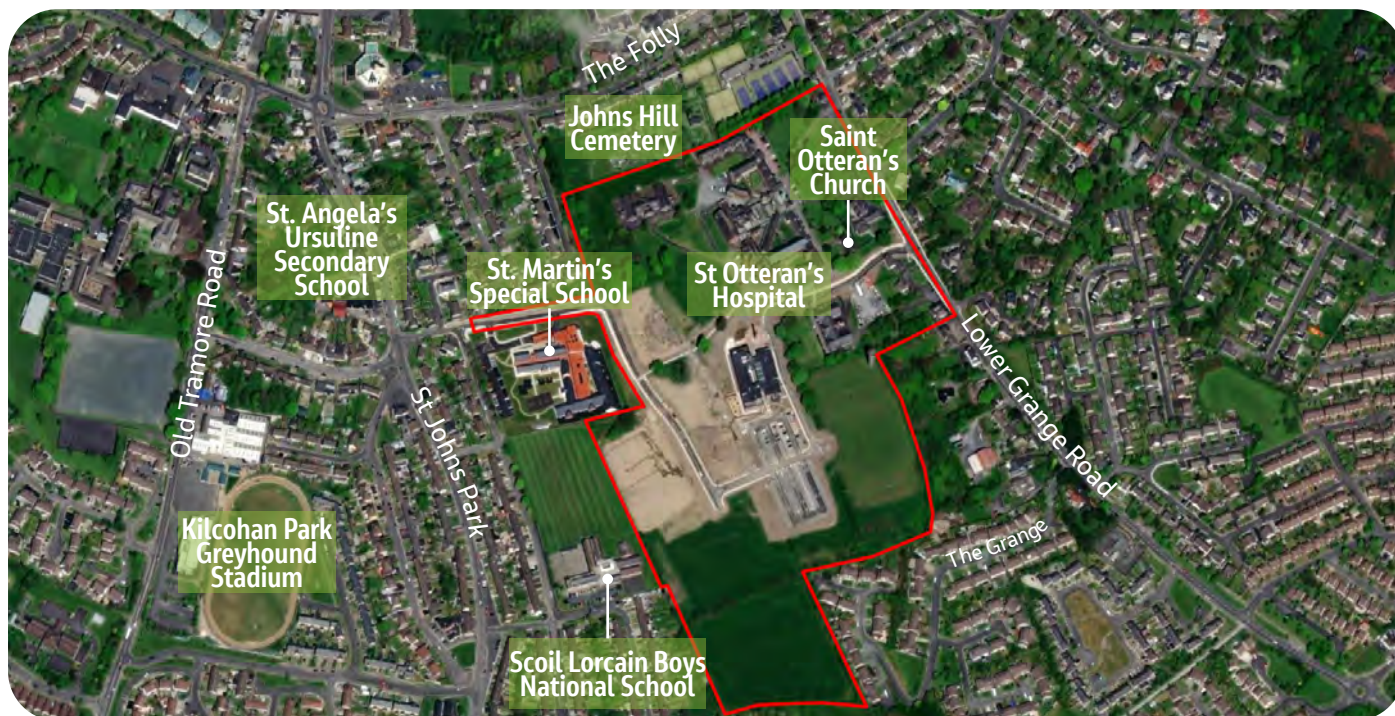 The Folly
Johns Hill
Cemetery
Saint
Otteran's
Church
St. Angela's
Ursuline
Secondary
School
St. Martin's
Special School
St Otteran's
Hospital
Old Tramore Road
St Johns Park
Lower Grange Road
Kilcohan Park
Greyhound
Stadium
The Grange
Scoil Lorcain Boys
National School